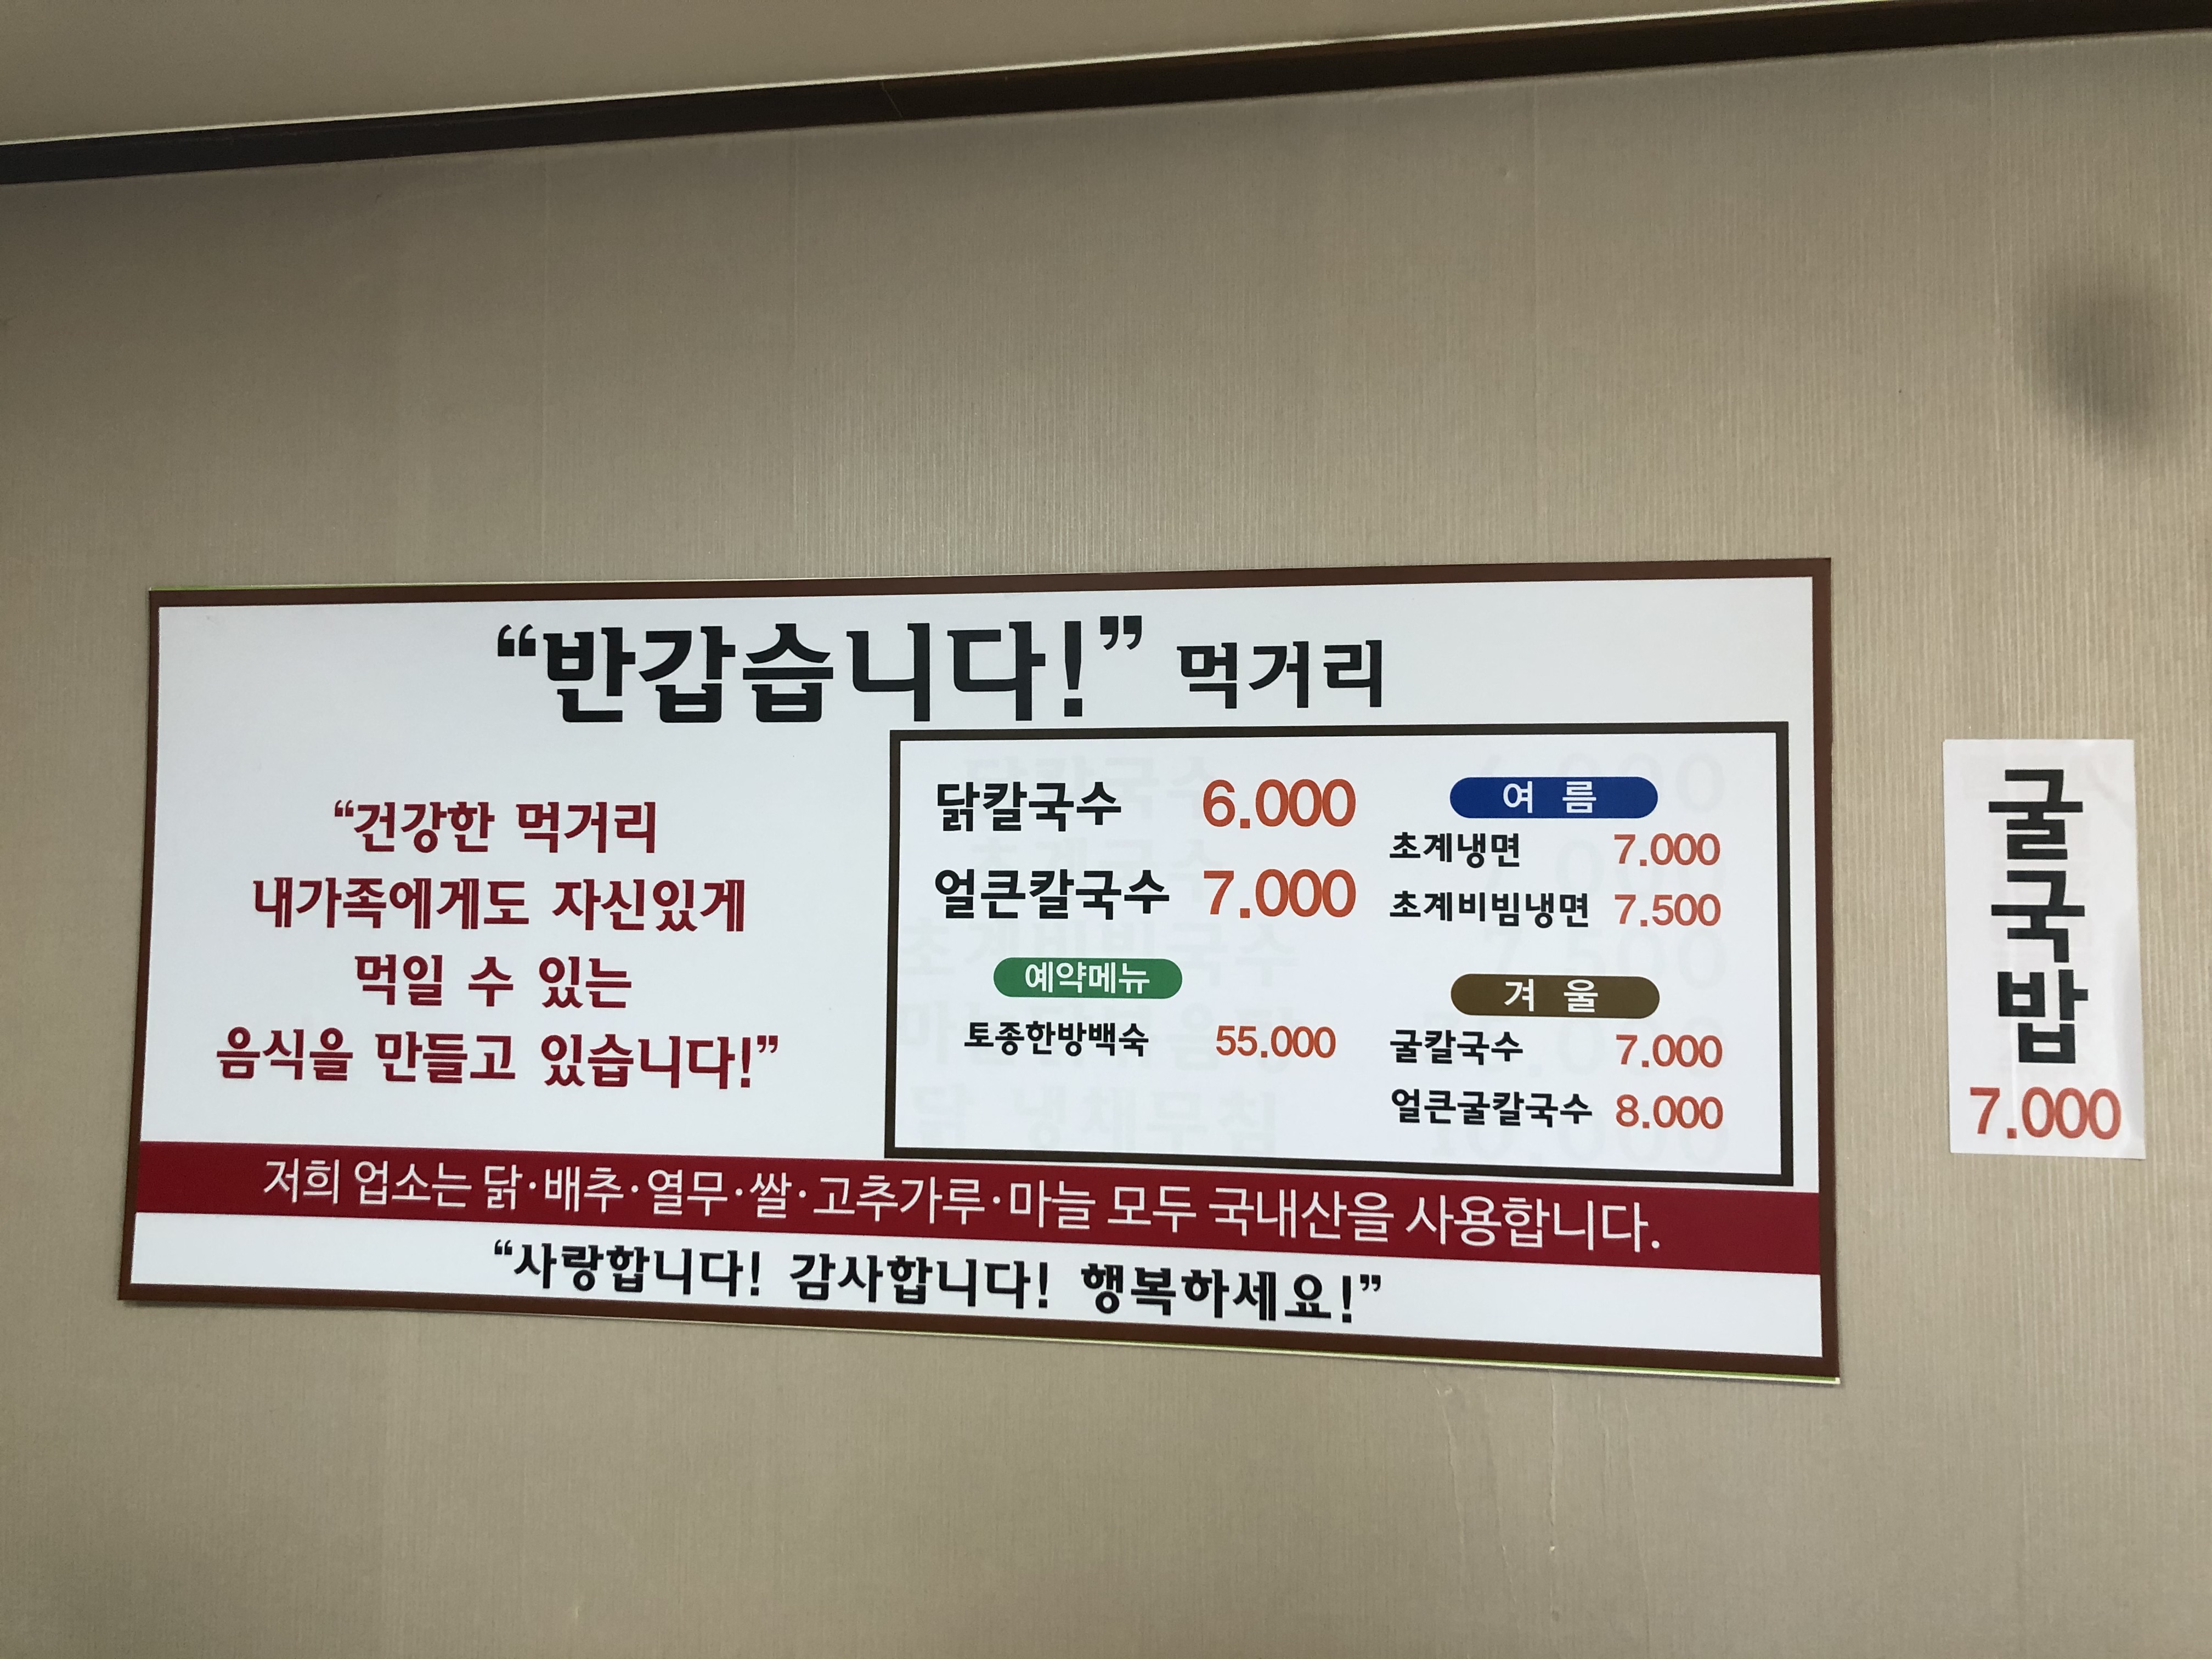 “반갑습니다!” 먹거리
“건강한 먹거리
내가족에게도 자신있게
먹일 수 있는
음식을 만들고 있습니다!”
닭칼국수 6.000
얼큰칼국수 7.000
예약메뉴
토종한방백숙 55.000
여 름
초계냉면 7.000
초계비빔냉면 7.500
겨 울
굴칼국수 7.000
얼큰굴칼국수 8.000
저희 업소는 닭·배추·열무·쌀·고추가루·마늘 모두 국내산을 사용합니다.
“사랑합니다! 감사합니다! 행복하세요!”
굴국밥
7.000